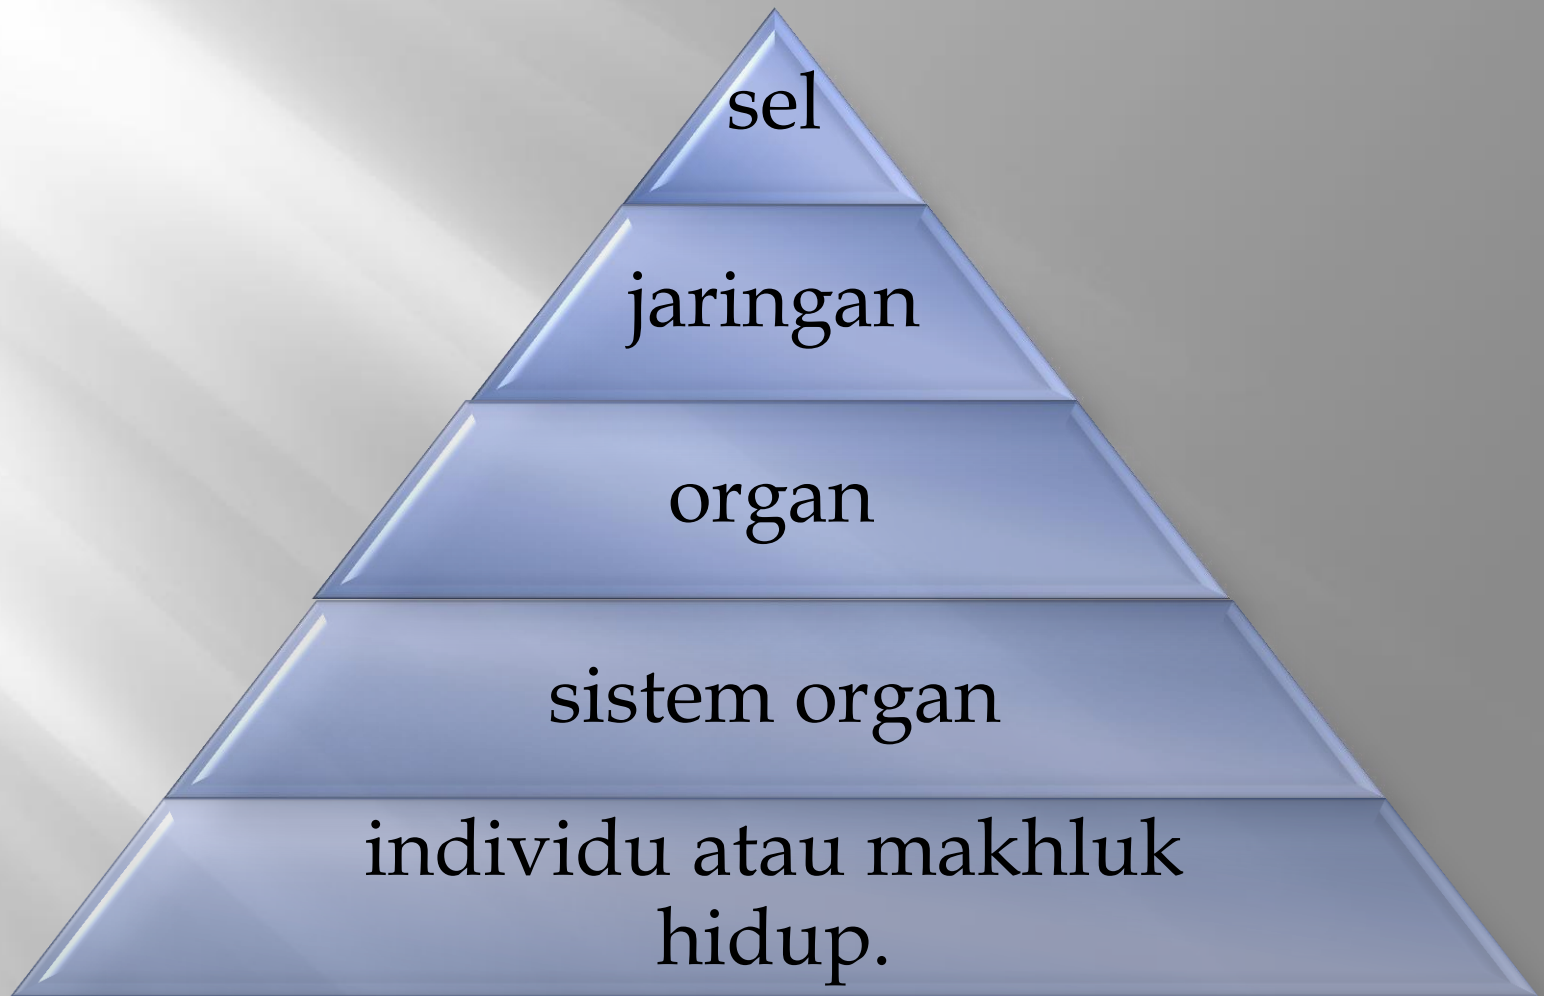 sel
jaringan
organ
sistem organ
individu atau makhluk
hidup.